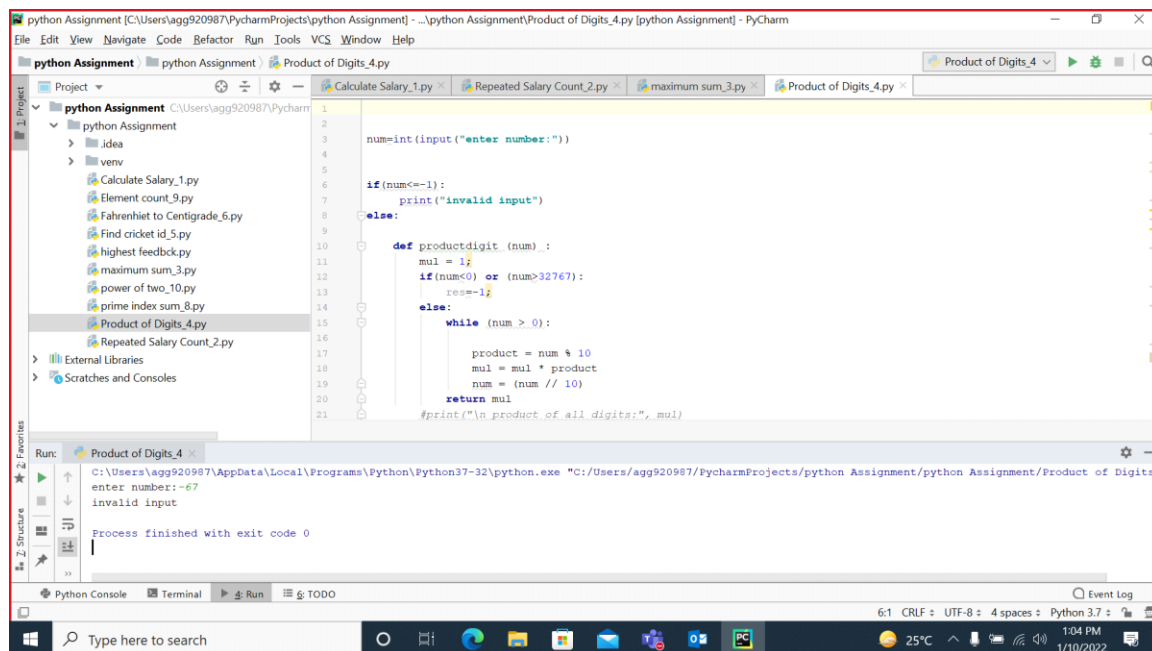 python Assignment [C:\Users\agg920987\PycharmProjects\python Assignment] - ...\python Assignment\Product of Digits_4.py [python Assignment] - PyCharm
File Edit View Navigate Code Refactor Run Tools VCS Window Help
python Assignment python Assignment Product of Digits_4.py Product of Digits_4
1: Project
Project
Calculate Salary_1.py Repeated Salary Count_2.py maximum sum_3.py Product of Digits_4.py
python Assignment C:\Users\agg920987\Pycharm
python Assignment
.idea
venv
Calculate Salary_1.py
Element count_9.py
Fahrenhiet to Centigrade_6.py
Find cricket id_5.py
highest feedbck.py
maximum sum_3.py
power of two_10.py
prime index sum_8.py
Product of Digits_4.py
Repeated Salary Count_2.py
External Libraries
Scratches and Consoles
1
2
3 num=int(input("enter number:"))
4
5
6 if(num<=-1):
7 print("invalid input")
8 else:
9
10 def productdigit (num) :
11 mul = 1;
12 if(num<0) or (num>32767):
13 res=-1;
14 else:
15 while (num > 0):
16
17 product = num % 10
18 mul = mul * product
19 num = (num // 10)
20 return mul
21 #print("\n product of all digits:", mul)
2: Favorites
7: Structure
Run: Product of Digits_4
C:\Users\agg920987\AppData\Local\Programs\Python\Python37-32\python.exe "C:/Users/agg920987/PycharmProjects/python Assignment/python Assignment/Product of Digits
enter number:-67
invalid input
Process finished with exit code 0
Python Console Terminal 4: Run 6: TODO Event Log
6:1 CRLF UTF-8 4 spaces Python 3.7
Type here to search
25°C
1:04 PM
1/10/2022